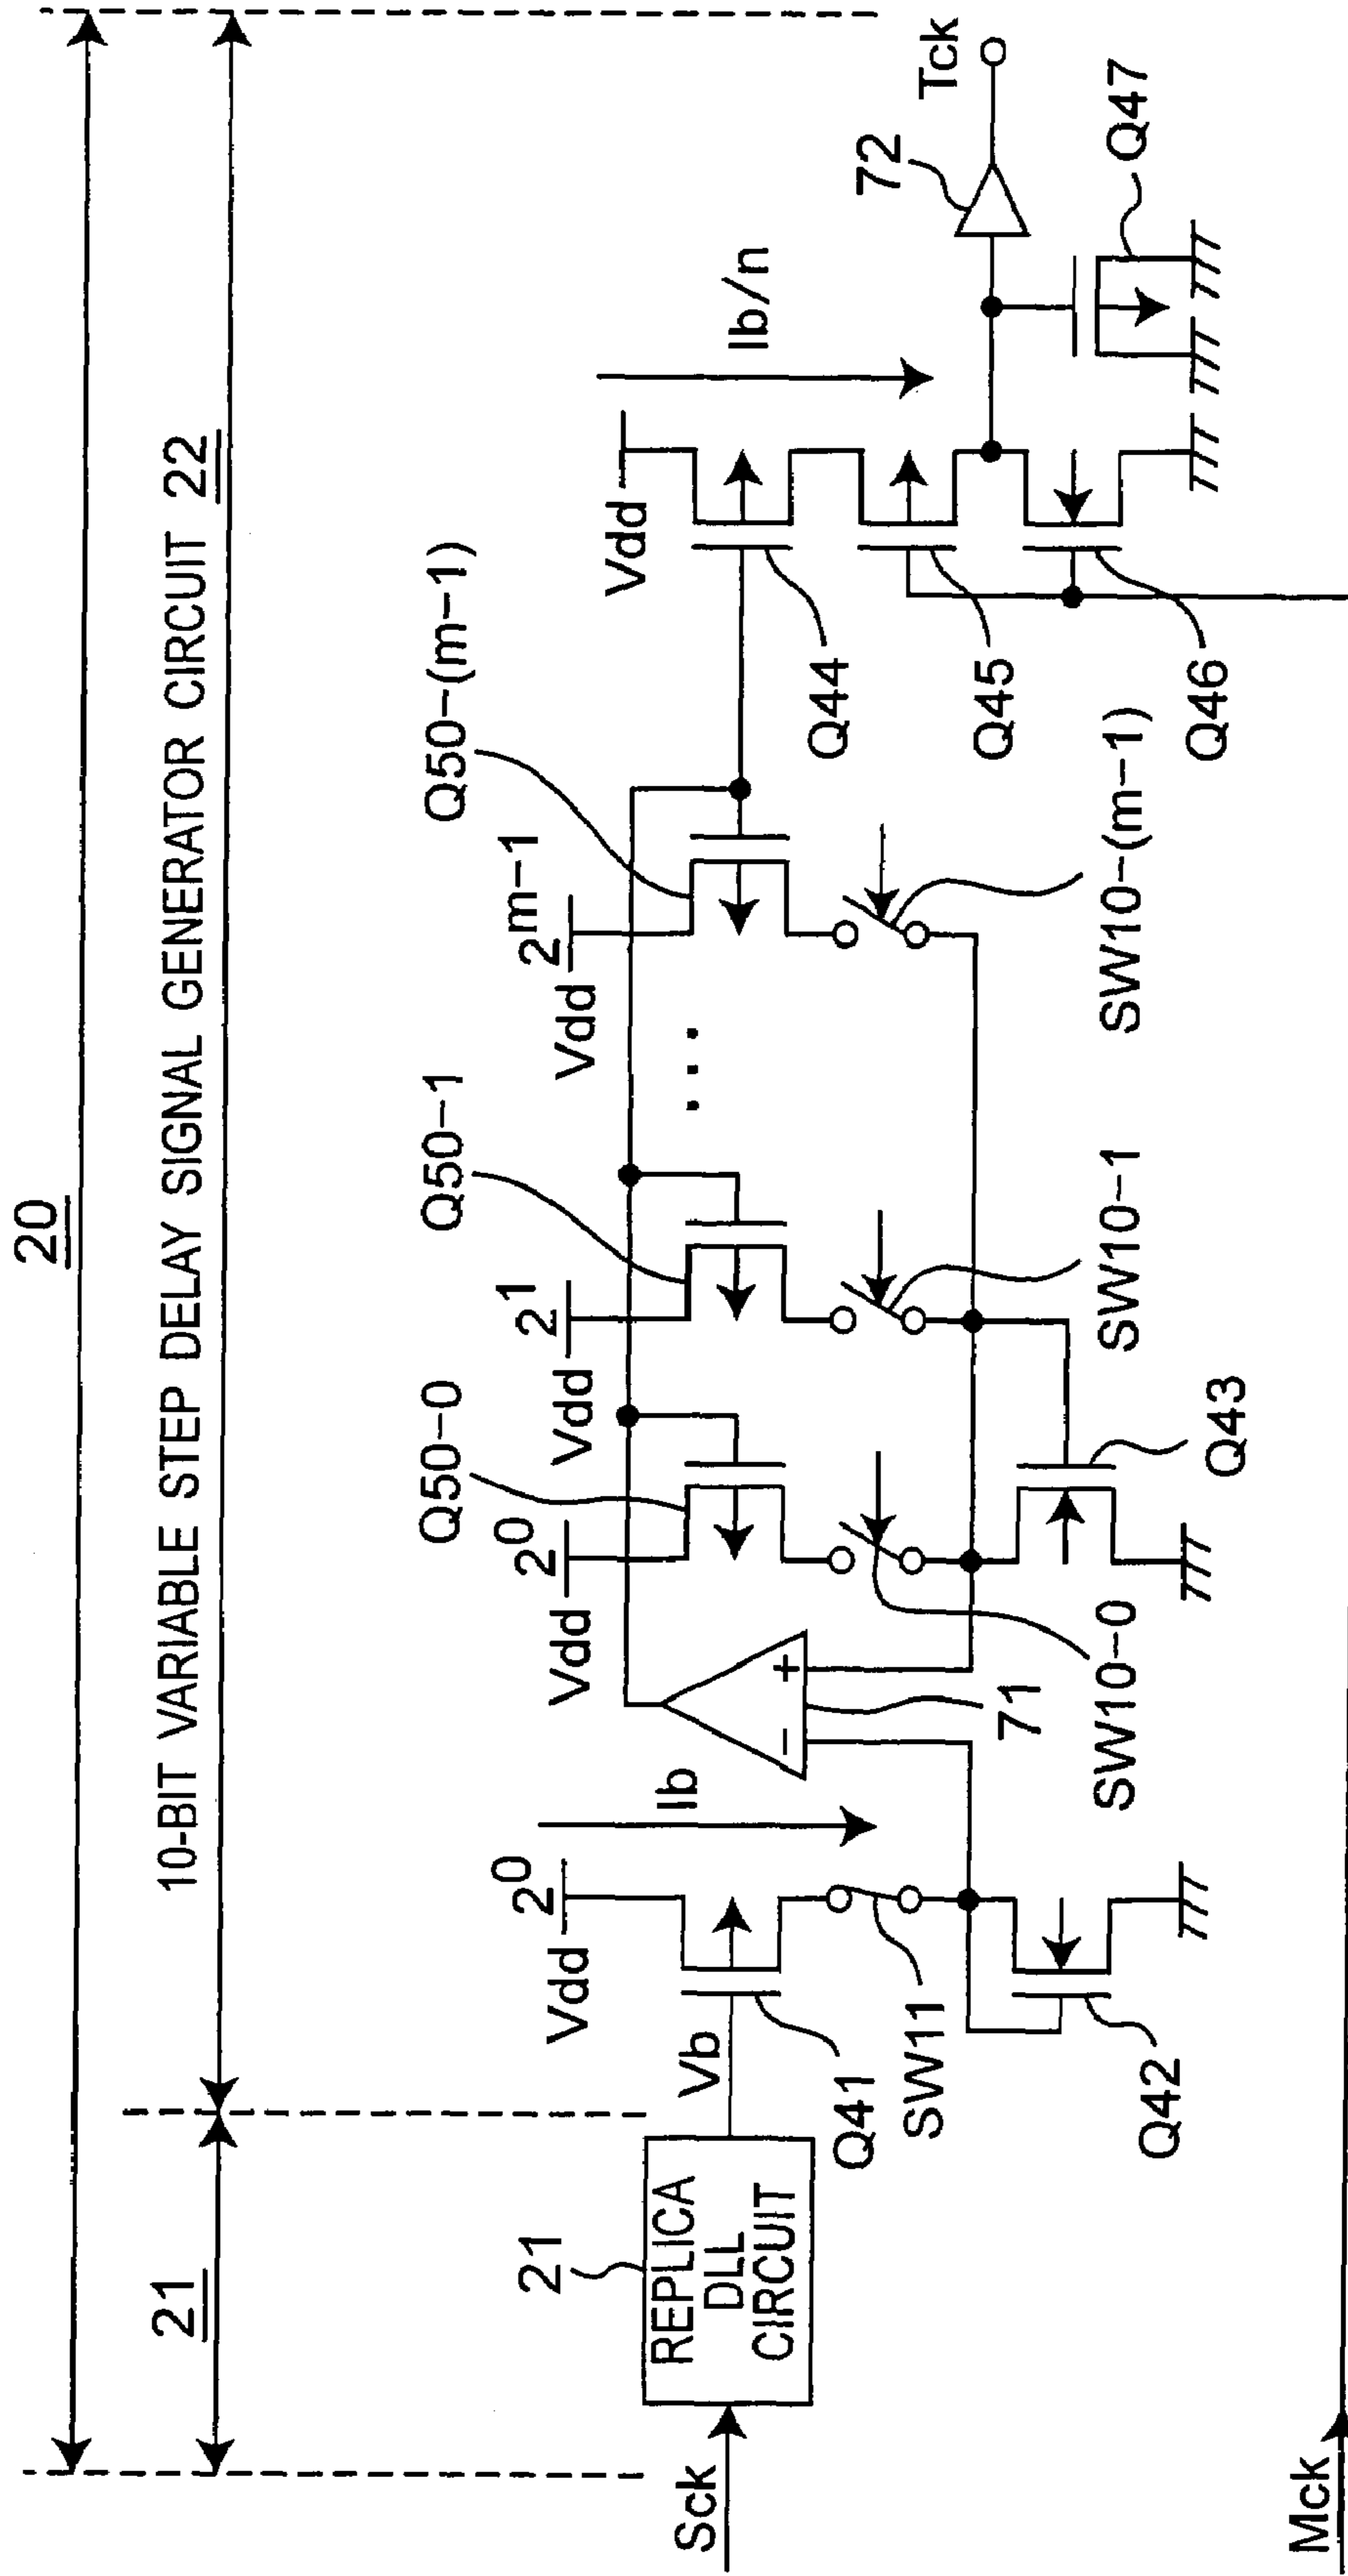 20
21
10-BIT VARIABLE STEP DELAY SIGNAL GENERATOR CIRCUIT 22
Q50-0
Q50-1
Q50-(m-1)
Vdd 2^0
Vdd 2^0
Vdd 2^1
Vdd 2^m-1
Vdd
Ib
Ib/n
...
21
REPLICA
DLL
CIRCUIT
Sck
Vb
Q41
SW11
Q42
-
+
71
SW10-0
Q43
SW10-1
SW10-(m-1)
Q44
Q45
Q46
72
Tck
Q47
Mck